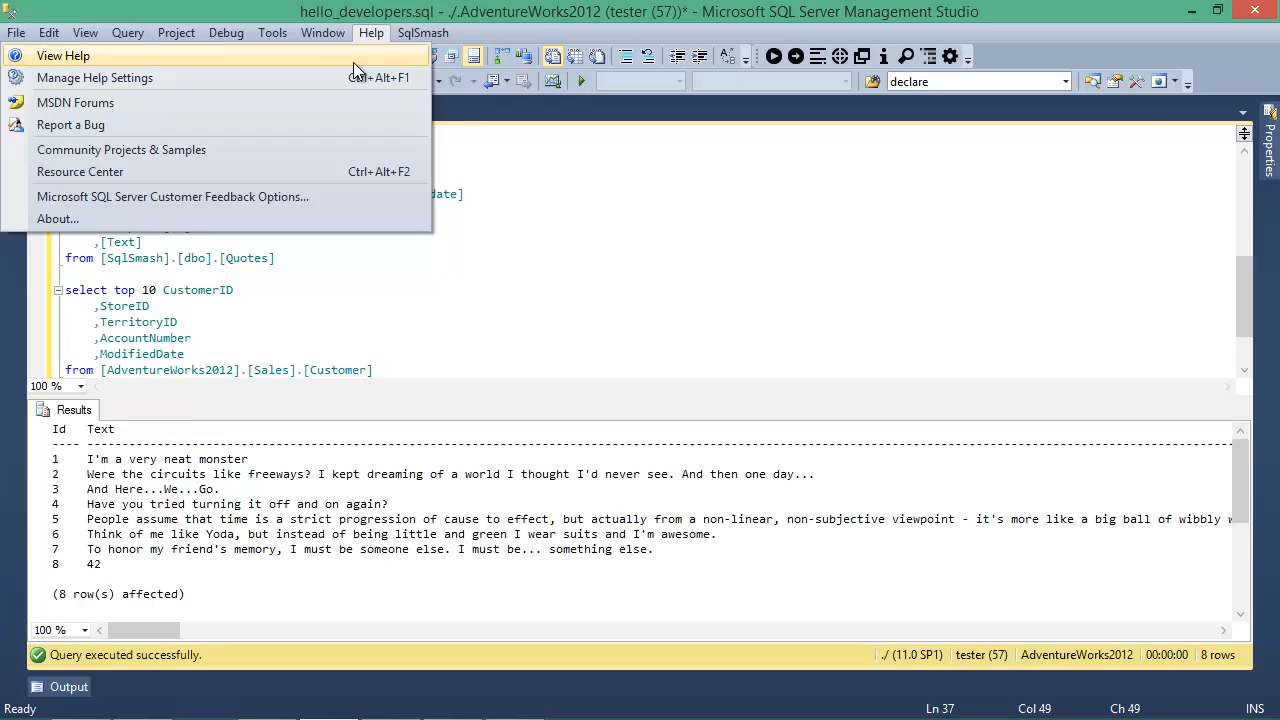 hello_developers.sql - ./.AdventureWorks2012 (tester (57))* - Microsoft SQL Server Management Studio
File Edit View Query Project Debug Tools Window Help SqlSmash
View Help
Manage Help Settings Ctrl+Alt+F1
MSDN Forums
Report a Bug
Community Projects & Samples
Resource Center Ctrl+Alt+F2
Microsoft SQL Server Customer Feedback Options...
About...
declare
Properties
date]
,[Text]
from [SqlSmash].[dbo].[Quotes]
select top 10 CustomerID
,StoreID
,TerritoryID
,AccountNumber
,ModifiedDate
from [AdventureWorks2012].[Sales].[Customer]
100 %
Results
Id Text
---- ------------------------------------------------------------
1 I'm a very neat monster
2 Were the circuits like freeways? I kept dreaming of a world I thought I'd never see. And then one day...
3 And Here...We...Go.
4 Have you tried turning it off and on again?
5 People assume that time is a strict progression of cause to effect, but actually from a non-linear, non-subjective viewpoint - it's more like a big ball of wibbly w
6 Think of me like Yoda, but instead of being little and green I wear suits and I'm awesome.
7 To honor my friend's memory, I must be someone else. I must be... something else.
8 42
(8 row(s) affected)
100 %
Query executed successfully. ./ (11.0 SP1) tester (57) AdventureWorks2012 00:00:00 8 rows
Output
Ready Ln 37 Col 49 Ch 49 INS